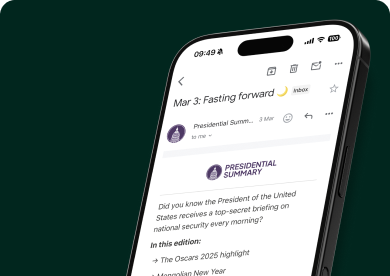 09:49
100
Mar 3: Fasting forward 🌙 Inbox
Presidential Summ... 3 Mar
to me
PRESIDENTIAL
SUMMARY
Did you know the President of the United
States receives a top-secret briefing on
national security every morning?
In this edition:
→ The Oscars 2025 highlight
Mongolian New Year